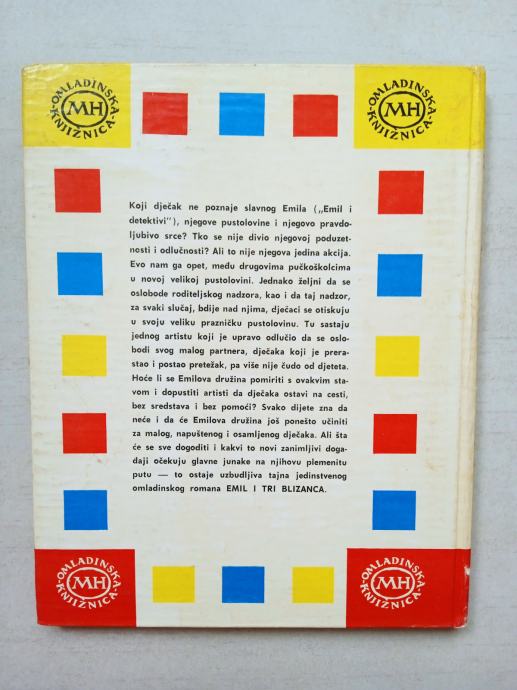 OMLADINSKA
MH
KNJIŽNICA
OMLADINSKA
MH
KNJIŽNICA
Koji dječak ne poznaje slavnog Emila („Emil i
detektivi"), njegove pustolovine i njegovo pravdo-
ljubivo srce? Tko se nije divio njegovoj poduzet-
nosti i odlučnosti? Ali to nije njegova jedina akcija.
Evo nam ga opet, među drugovima pučkoškolcima
u novoj velikoj pustolovini. Jednako željni da se
oslobode roditeljskog nadzora, kao i da taj nadzor,
za svaki slučaj, bdije nad njima, dječaci se otiskuju
u svoju veliku prazničku pustolovinu. Tu sastaju
jednog artistu koji je upravo odlučio da se oslo-
bodi svog malog partnera, dječaka koji je prera-
stao i postao pretežak, pa više nije čudo od djeteta.
Hoće li se Emilova družina pomiriti s ovakvim sta-
vom i dopustiti artisti da dječaka ostavi na cesti,
bez sredstava i bez pomoći? Svako dijete zna da
neće i da će Emilova družina još ponešto učiniti
za malog, napuštenog i osamljenog dječaka. Ali šta
će se sve dogoditi i kakvi to novi zanimljivi doga-
đaji očekuju glavne junake na njihovu plemenitu
putu — to ostaje uzbudljiva tajna jedinstvenog
omladinskog romana EMIL I TRI BLIZANCA.
OMLADINSKA
MH
KNJIŽNICA
OMLADINSKA
MH
KNJIŽNICA